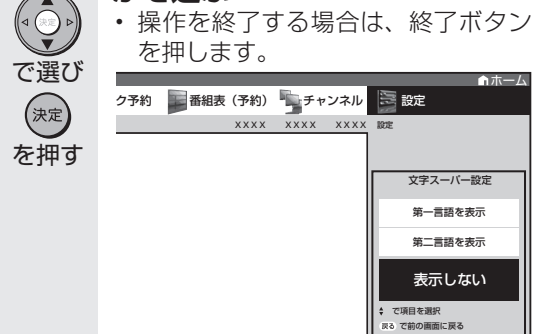 • 操作を終了する場合は、終了ボタン
を押します。
決定
で選び
決定
を押す
ホーム
ク予約 番組表（予約） チャンネル 設定
XXXX XXXX XXXX 設定
文字スーパー設定
第一言語を表示
第二言語を表示
表示しない
で項目を選択
戻る で前の画面に戻る